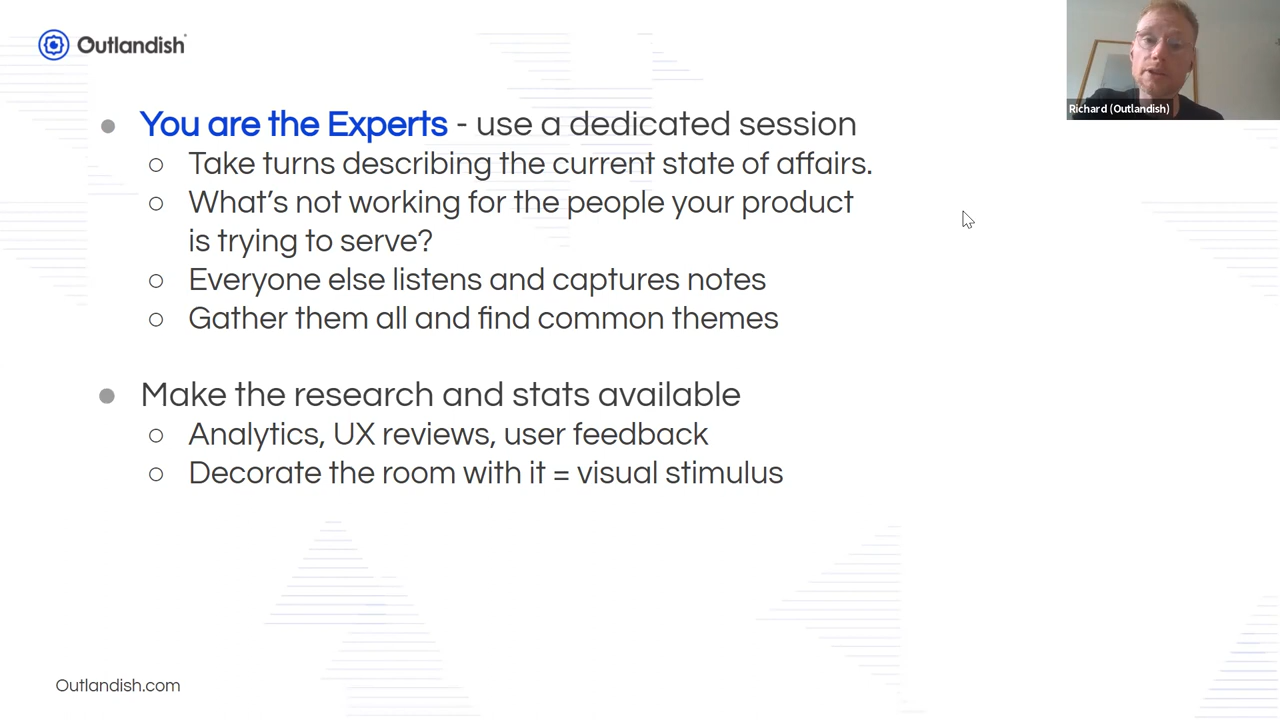 Outlandish
Richard (Outlandish)
You are the Experts - use a dedicated session
Take turns describing the current state of affairs.
What’s not working for the people your product
is trying to serve?
Everyone else listens and captures notes
Gather them all and find common themes
Make the research and stats available
Analytics, UX reviews, user feedback
Decorate the room with it = visual stimulus
Outlandish.com